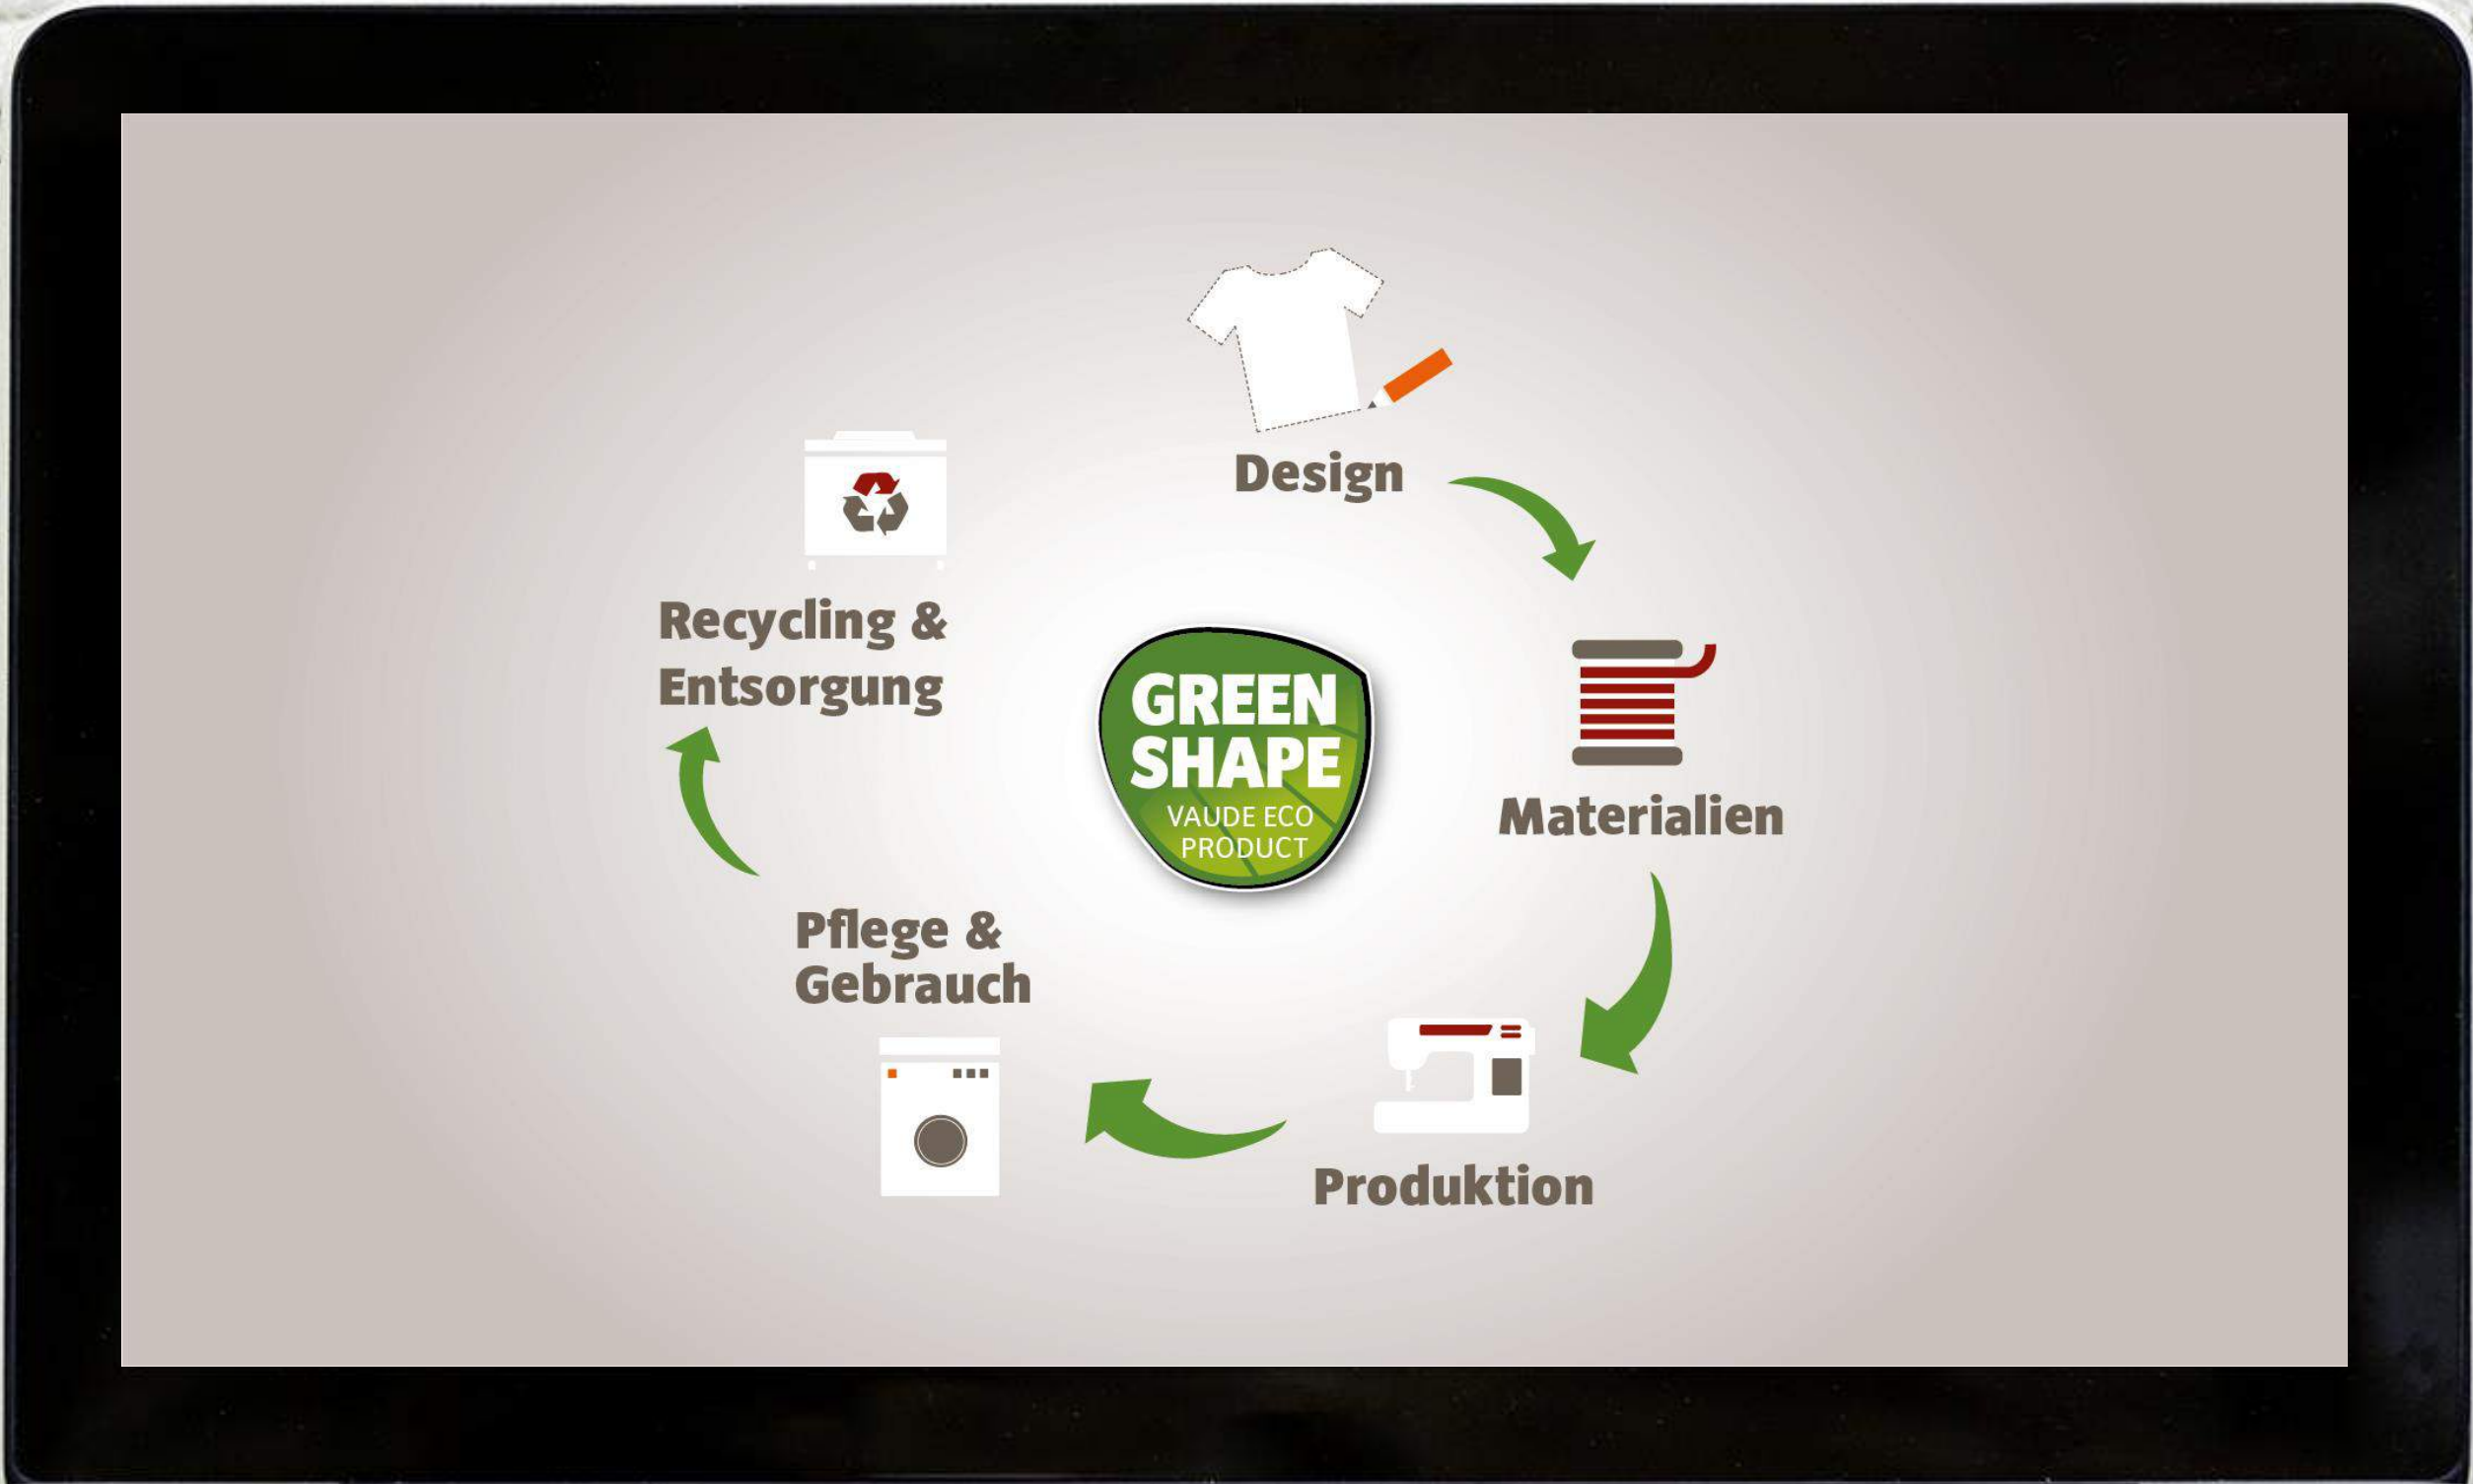 Design
Materialien
Produktion
Pflege &
Gebrauch
Recycling &
Entsorgung
GREEN
SHAPE
VAUDE ECO
PRODUCT